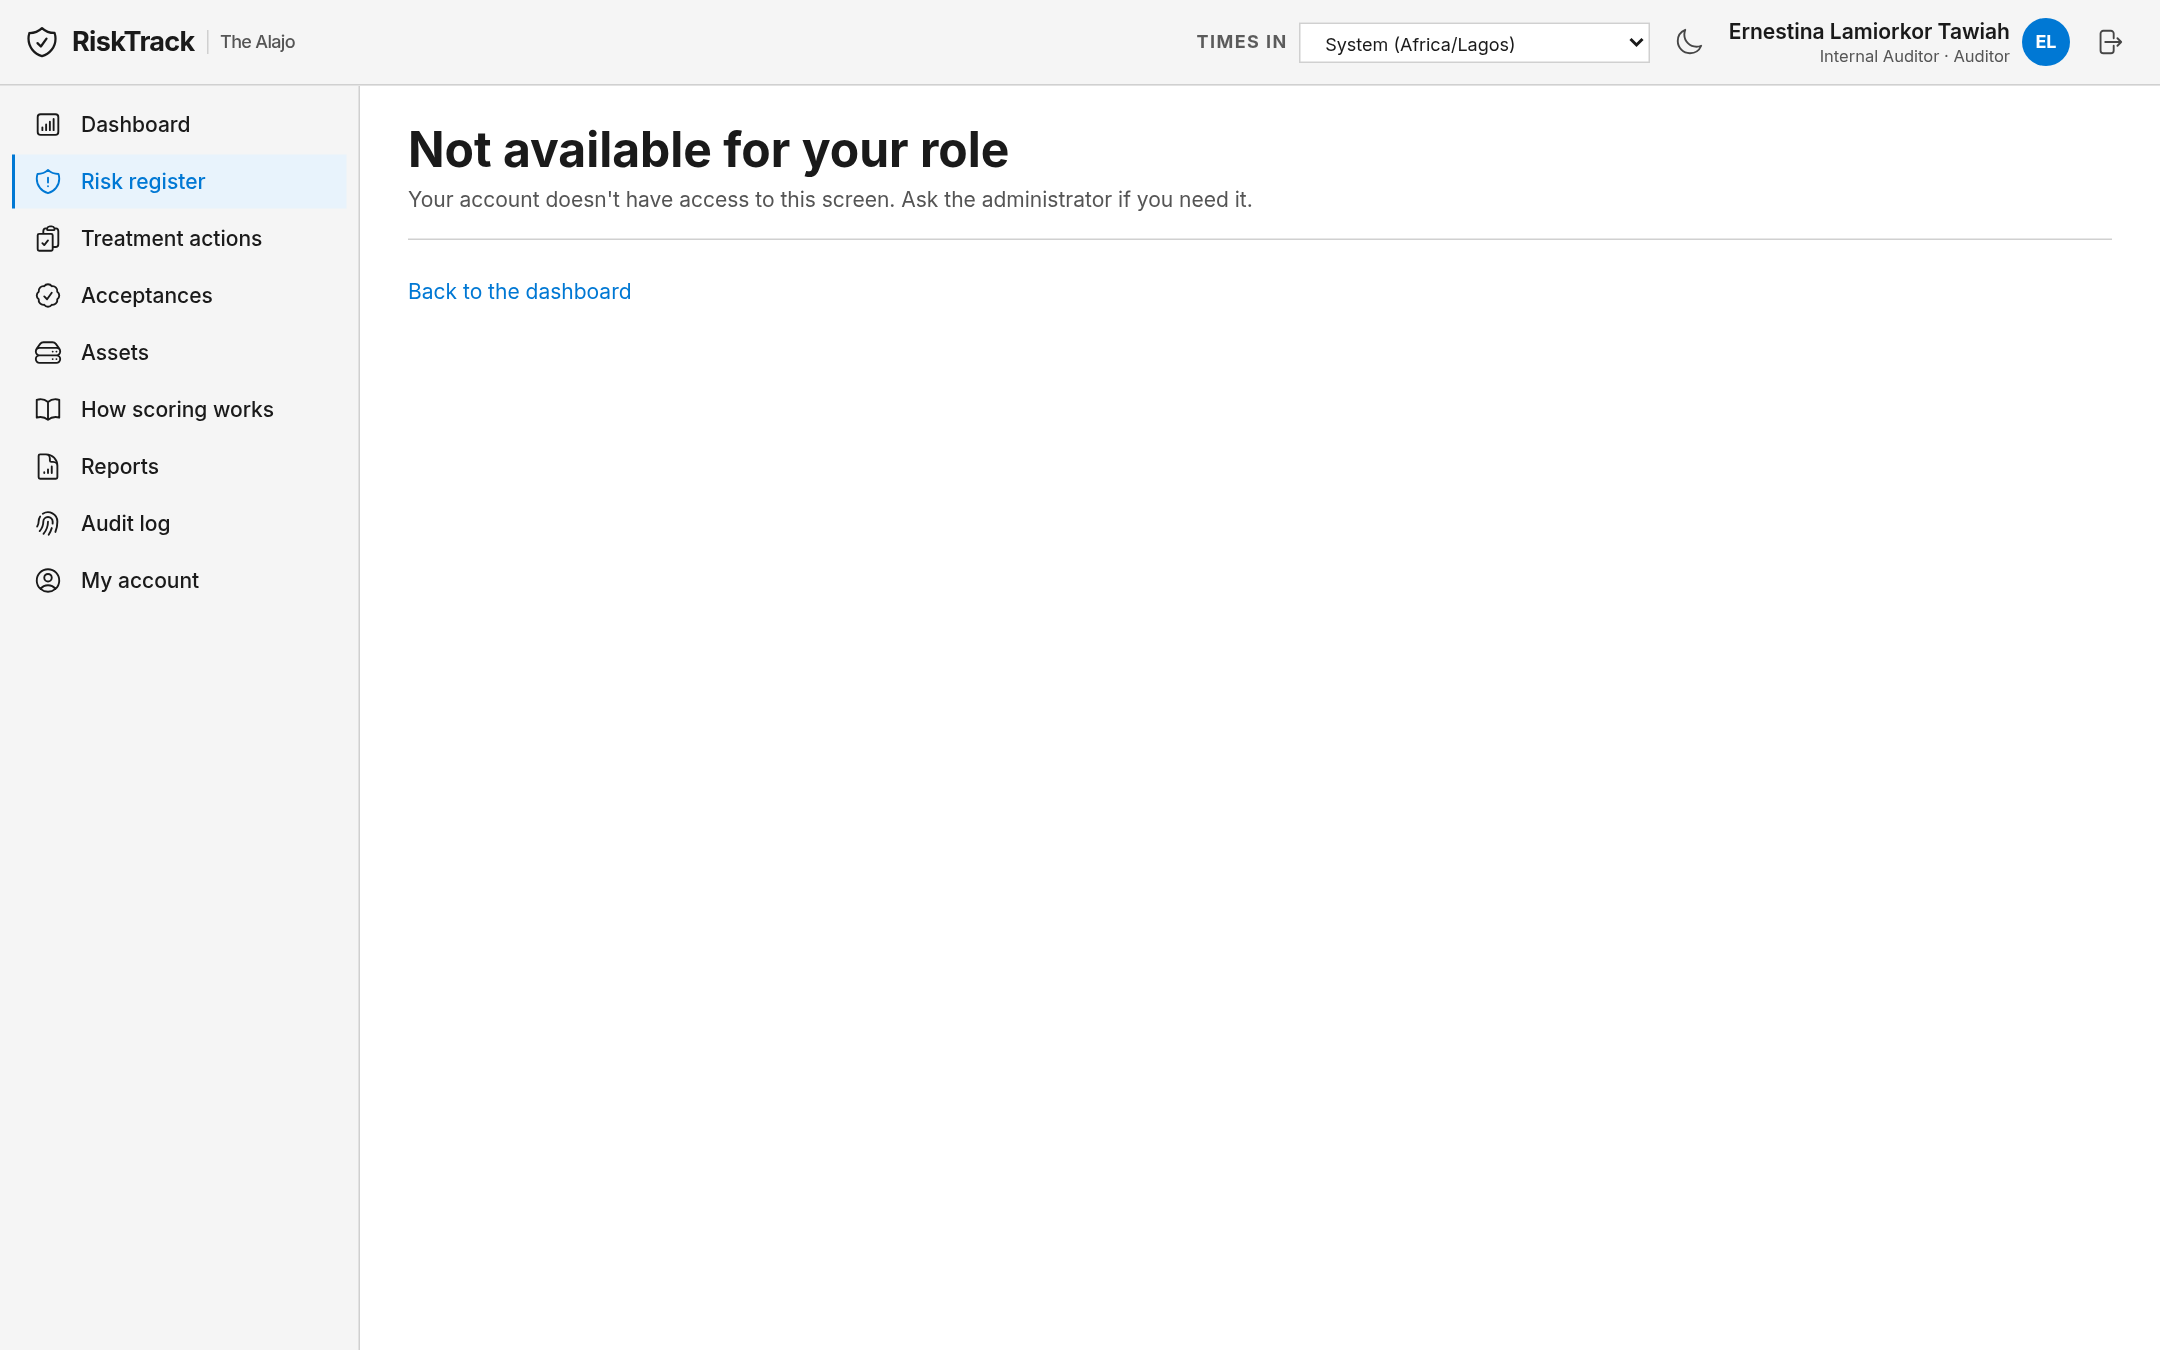 RiskTrack
The Alajo
TIMES IN
System (Africa/Lagos)
Ernestina Lamiorkor Tawiah
Internal Auditor · Auditor
EL
Dashboard
Risk register
Treatment actions
Acceptances
Assets
How scoring works
Reports
Audit log
My account
Not available for your role
Your account doesn't have access to this screen. Ask the administrator if you need it.
Back to the dashboard